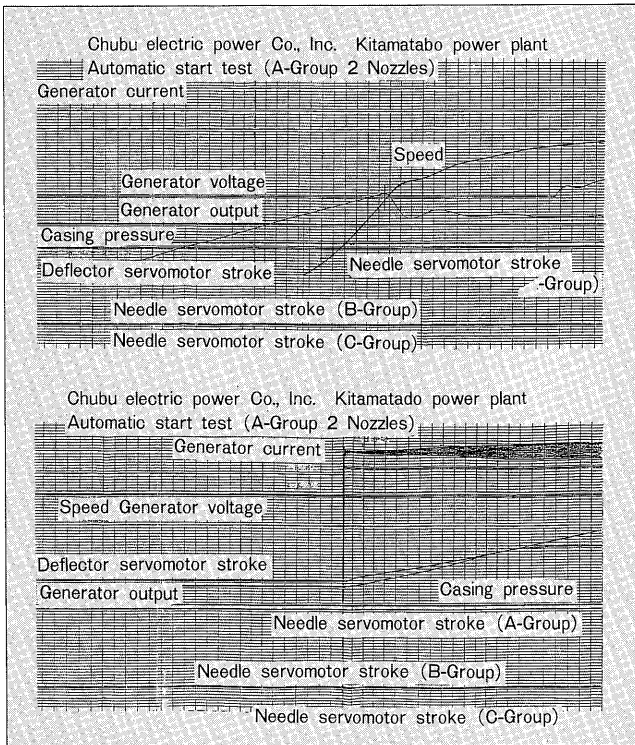 Chubu electric power Co., Inc. Kitamatabo power plant
Automatic start test (A-Group 2 Nozzles)
Generator current
Speed
Generator voltage
Generator output
Casing pressure
Deflector servomotor stroke
Needle servomotor stroke
-Group)
Needle servomotor stroke (B-Group)
Needle servomotor stroke (C-Group)
Chubu electric power Co., Inc. Kitamatado power plant
Automatic start test (A-Group 2 Nozzles)
Generator current
Speed Generator voltage
Deflector servomotor stroke
Generator output
Casing pressure
Needle servomotor stroke (A-Group)
Needle servomotor stroke (B-Group)
Needle servomotor stroke (C-Group)